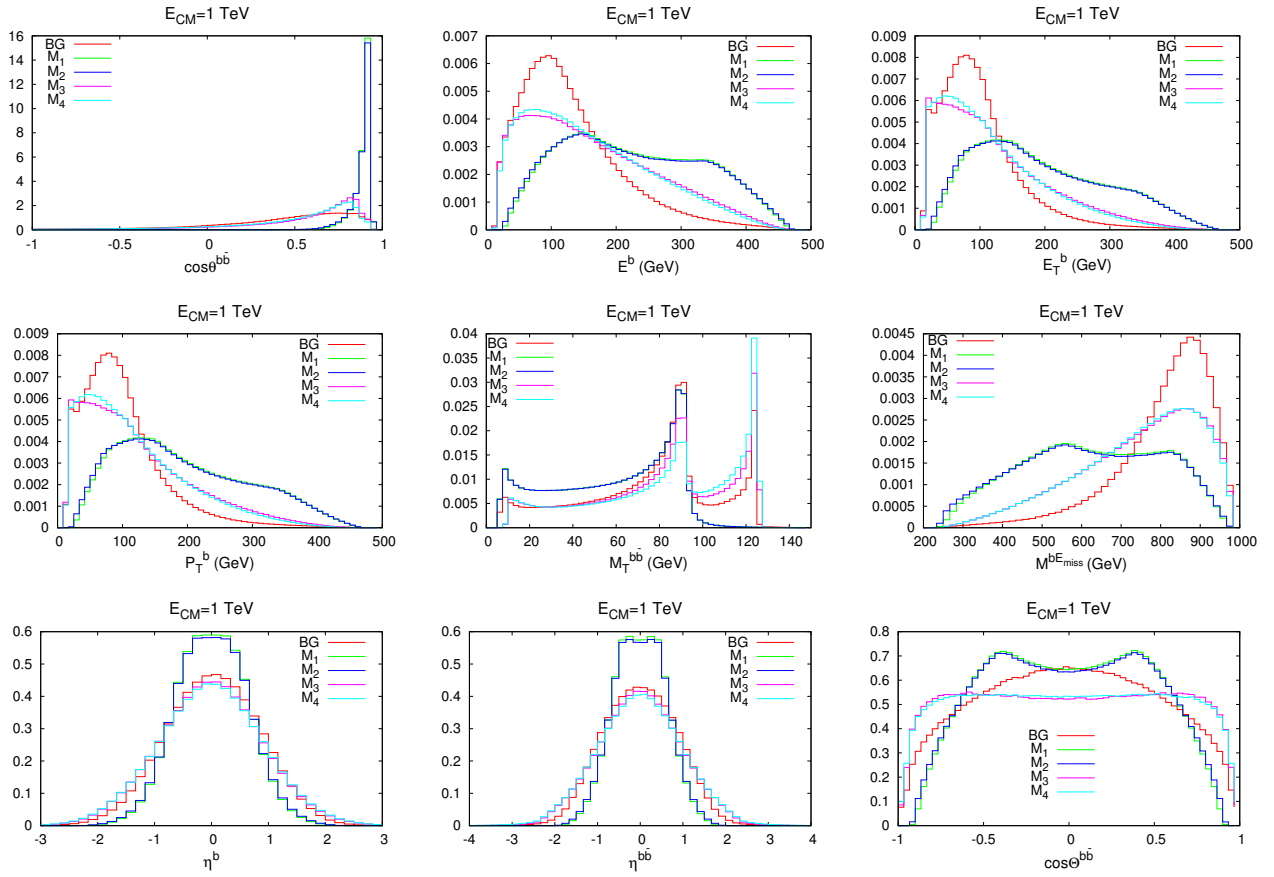 E_CM=1 TeV
16
14
12
10
8
6
4
2
0
BG
M₁
M₂
M₃
M₄
-1 -0.5 0 0.5 1
cosθ^bb̄
E_CM=1 TeV
0.007
0.006
0.005
0.004
0.003
0.002
0.001
0
BG
M₁
M₂
M₃
M₄
0 100 200 300 400 500
E^b (GeV)
E_CM=1 TeV
0.009
0.008
0.007
0.006
0.005
0.004
0.003
0.002
0.001
0
BG
M₁
M₂
M₃
M₄
0 100 200 300 400 500
E_T^b (GeV)
E_CM=1 TeV
0.009
0.008
0.007
0.006
0.005
0.004
0.003
0.002
0.001
0
BG
M₁
M₂
M₃
M₄
0 100 200 300 400 500
P_T^b (GeV)
E_CM=1 TeV
0.04
0.035
0.03
0.025
0.02
0.015
0.01
0.005
0
BG
M₁
M₂
M₃
M₄
0 20 40 60 80 100 120 140
M_T^bb̄ (GeV)
E_CM=1 TeV
0.0045
0.004
0.0035
0.003
0.0025
0.002
0.0015
0.001
0.0005
0
BG
M₁
M₂
M₃
M₄
200 300 400 500 600 700 800 900 1000
M^bE_miss (GeV)
E_CM=1 TeV
0.6
0.5
0.4
0.3
0.2
0.1
0
BG
M₁
M₂
M₃
M₄
-3 -2 -1 0 1 2 3
η^b
E_CM=1 TeV
0.6
0.5
0.4
0.3
0.2
0.1
0
BG
M₁
M₂
M₃
M₄
-4 -3 -2 -1 0 1 2 3 4
η^bb̄
E_CM=1 TeV
0.8
0.7
0.6
0.5
0.4
0.3
0.2
0.1
0
BG
M₁
M₂
M₃
M₄
-1 -0.5 0 0.5 1
cosΘ^bb̄